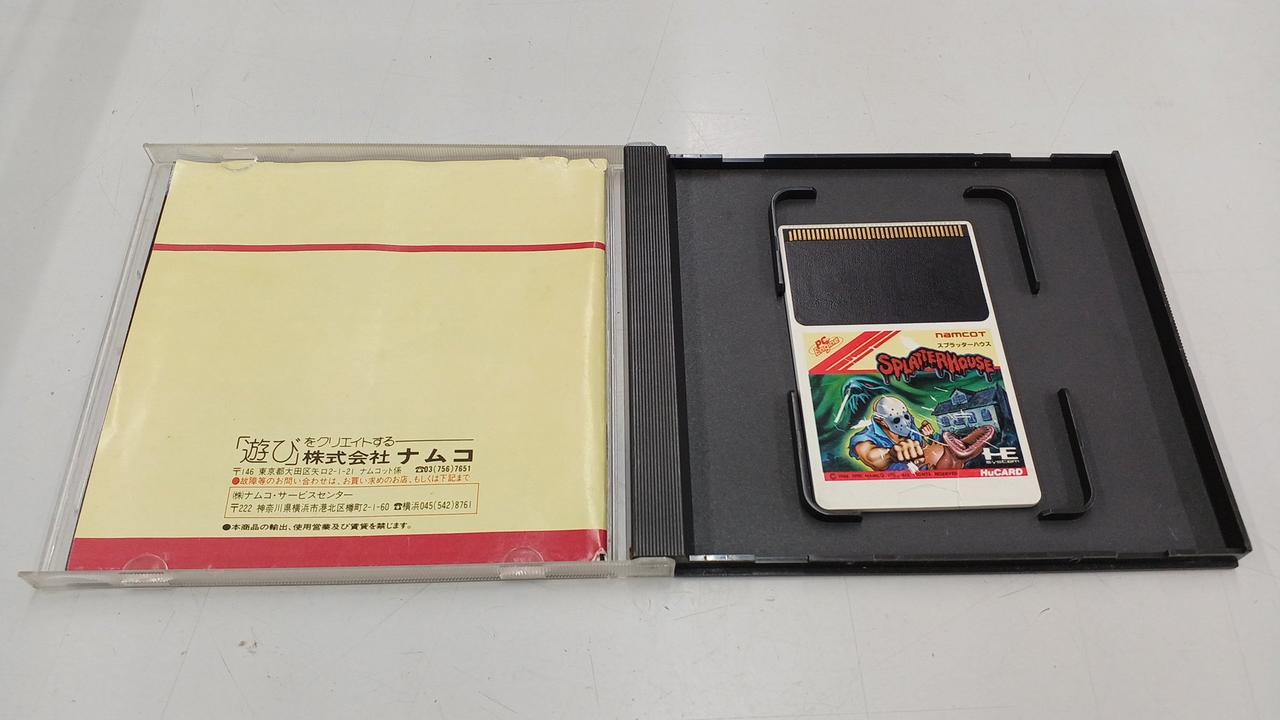 「遊び」をクリエイトする
株式会社 ナムコ
〒146 東京都大田区矢口2-1-21 ナムコット係 ☎03(756)7651
●故障等のお問い合わせは、お買い求めのお店、もしくは下記まで
㈱ナムコ・サービスセンター
〒222 神奈川県横浜市港北区樽町2-1-60 ☎横浜045(542)8761
●本商品の輸出、使用営業及び賃貸を禁じます。
PC Engine
namcot
スプラッターハウス
SPLATTERHOUSE
HE
SYSTEM
HuCARD